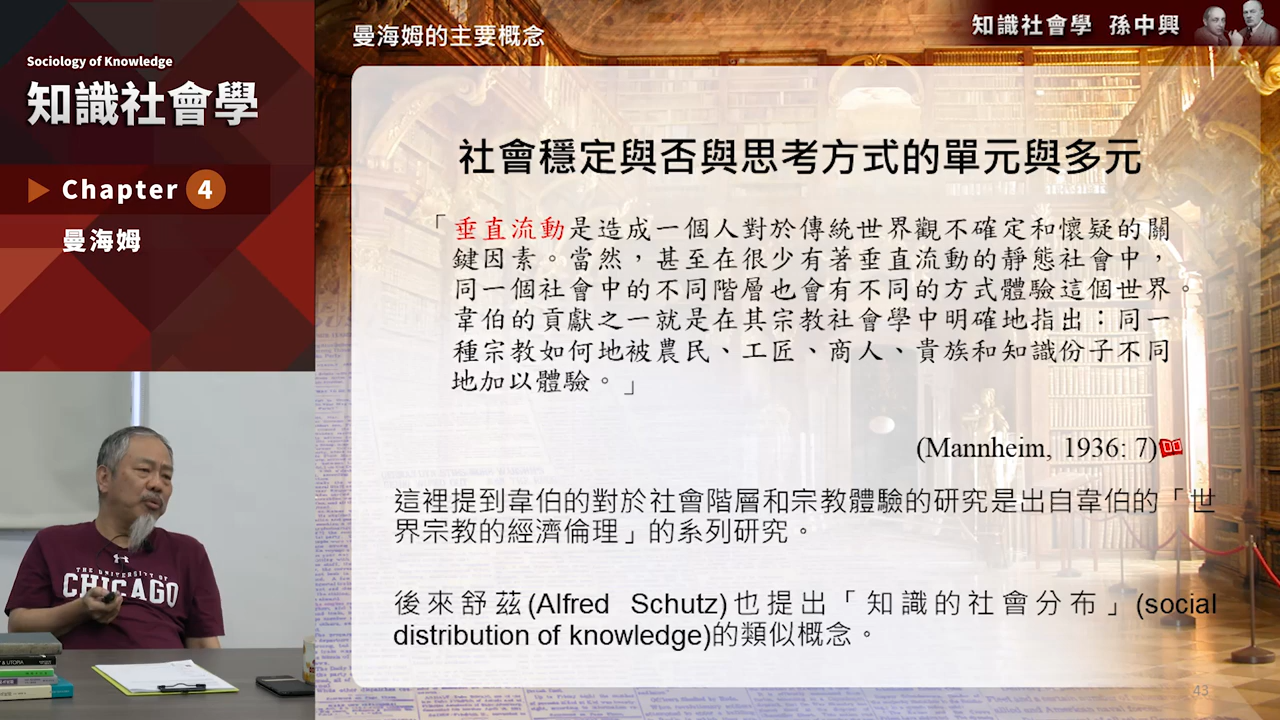 Sociology of Knowledge
知識社會學
Chapter 4
曼海姆
曼海姆的主要概念
知識社會學 孫中興
社會穩定與否與思考方式的單元與多元
「垂直流動是造成一個人對於傳統世界觀不確定和懷疑的關
鍵因素。當然，甚至在很少有著垂直流動的靜態社會中，
同一個社會中的不同階層也會有不同的方式體驗這個世界。
韋伯的貢獻之一就是在其宗教社會學中明確地指出：同一
種宗教如何地被農民、工匠、商人、貴族和知識份子不同
地加以體驗。」
(Mannheim, 1936: 7)
這裡提到韋伯的對於社會階層和宗教體驗的研究是出自韋伯的「世
界宗教的經濟倫理」的系列研究。
後來舒茲(Alfred Schutz)也提出「知識的社會分布」(social
distribution of knowledge)的類似概念。
43
THE UNIVERSITY OF
CHICAGO
UTOPIA